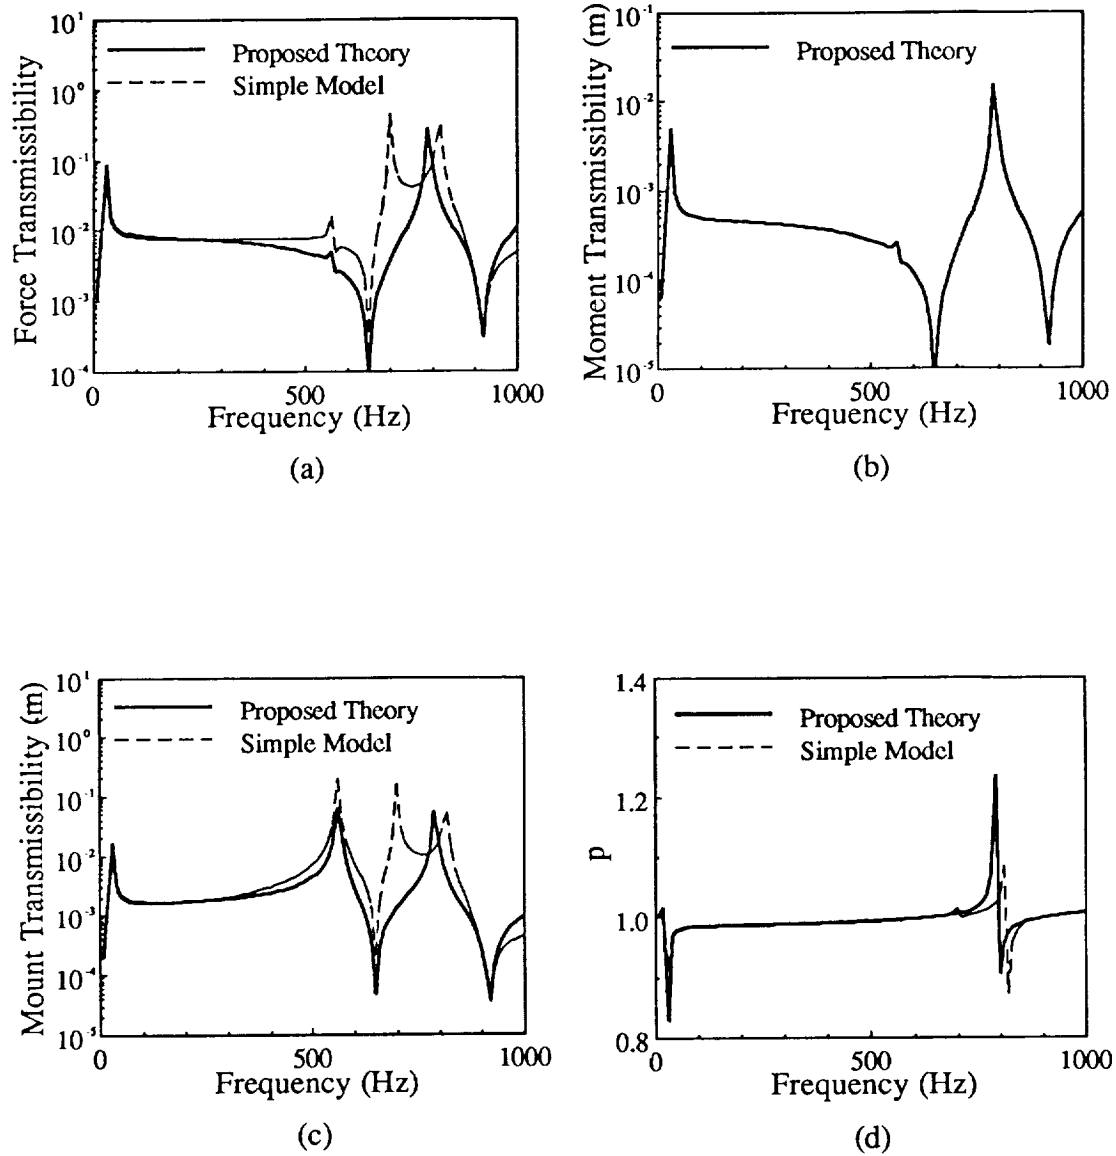 Force Transmissibility
10¹
10⁰
10⁻¹
10⁻²
10⁻³
10⁻⁴
Proposed Theory
Simple Model
0
500
1000
Frequency (Hz)
(a)
Moment Transmissibility (m)
10⁻¹
10⁻²
10⁻³
10⁻⁴
10⁻⁵
Proposed Theory
0
500
1000
Frequency (Hz)
(b)
Mount Transmissibility (m)
10¹
10⁰
10⁻¹
10⁻²
10⁻³
10⁻⁴
10⁻⁵
Proposed Theory
Simple Model
0
500
1000
Frequency (Hz)
(c)
p
1.4
1.2
1.0
0.8
Proposed Theory
Simple Model
0
500
1000
Frequency (Hz)
(d)